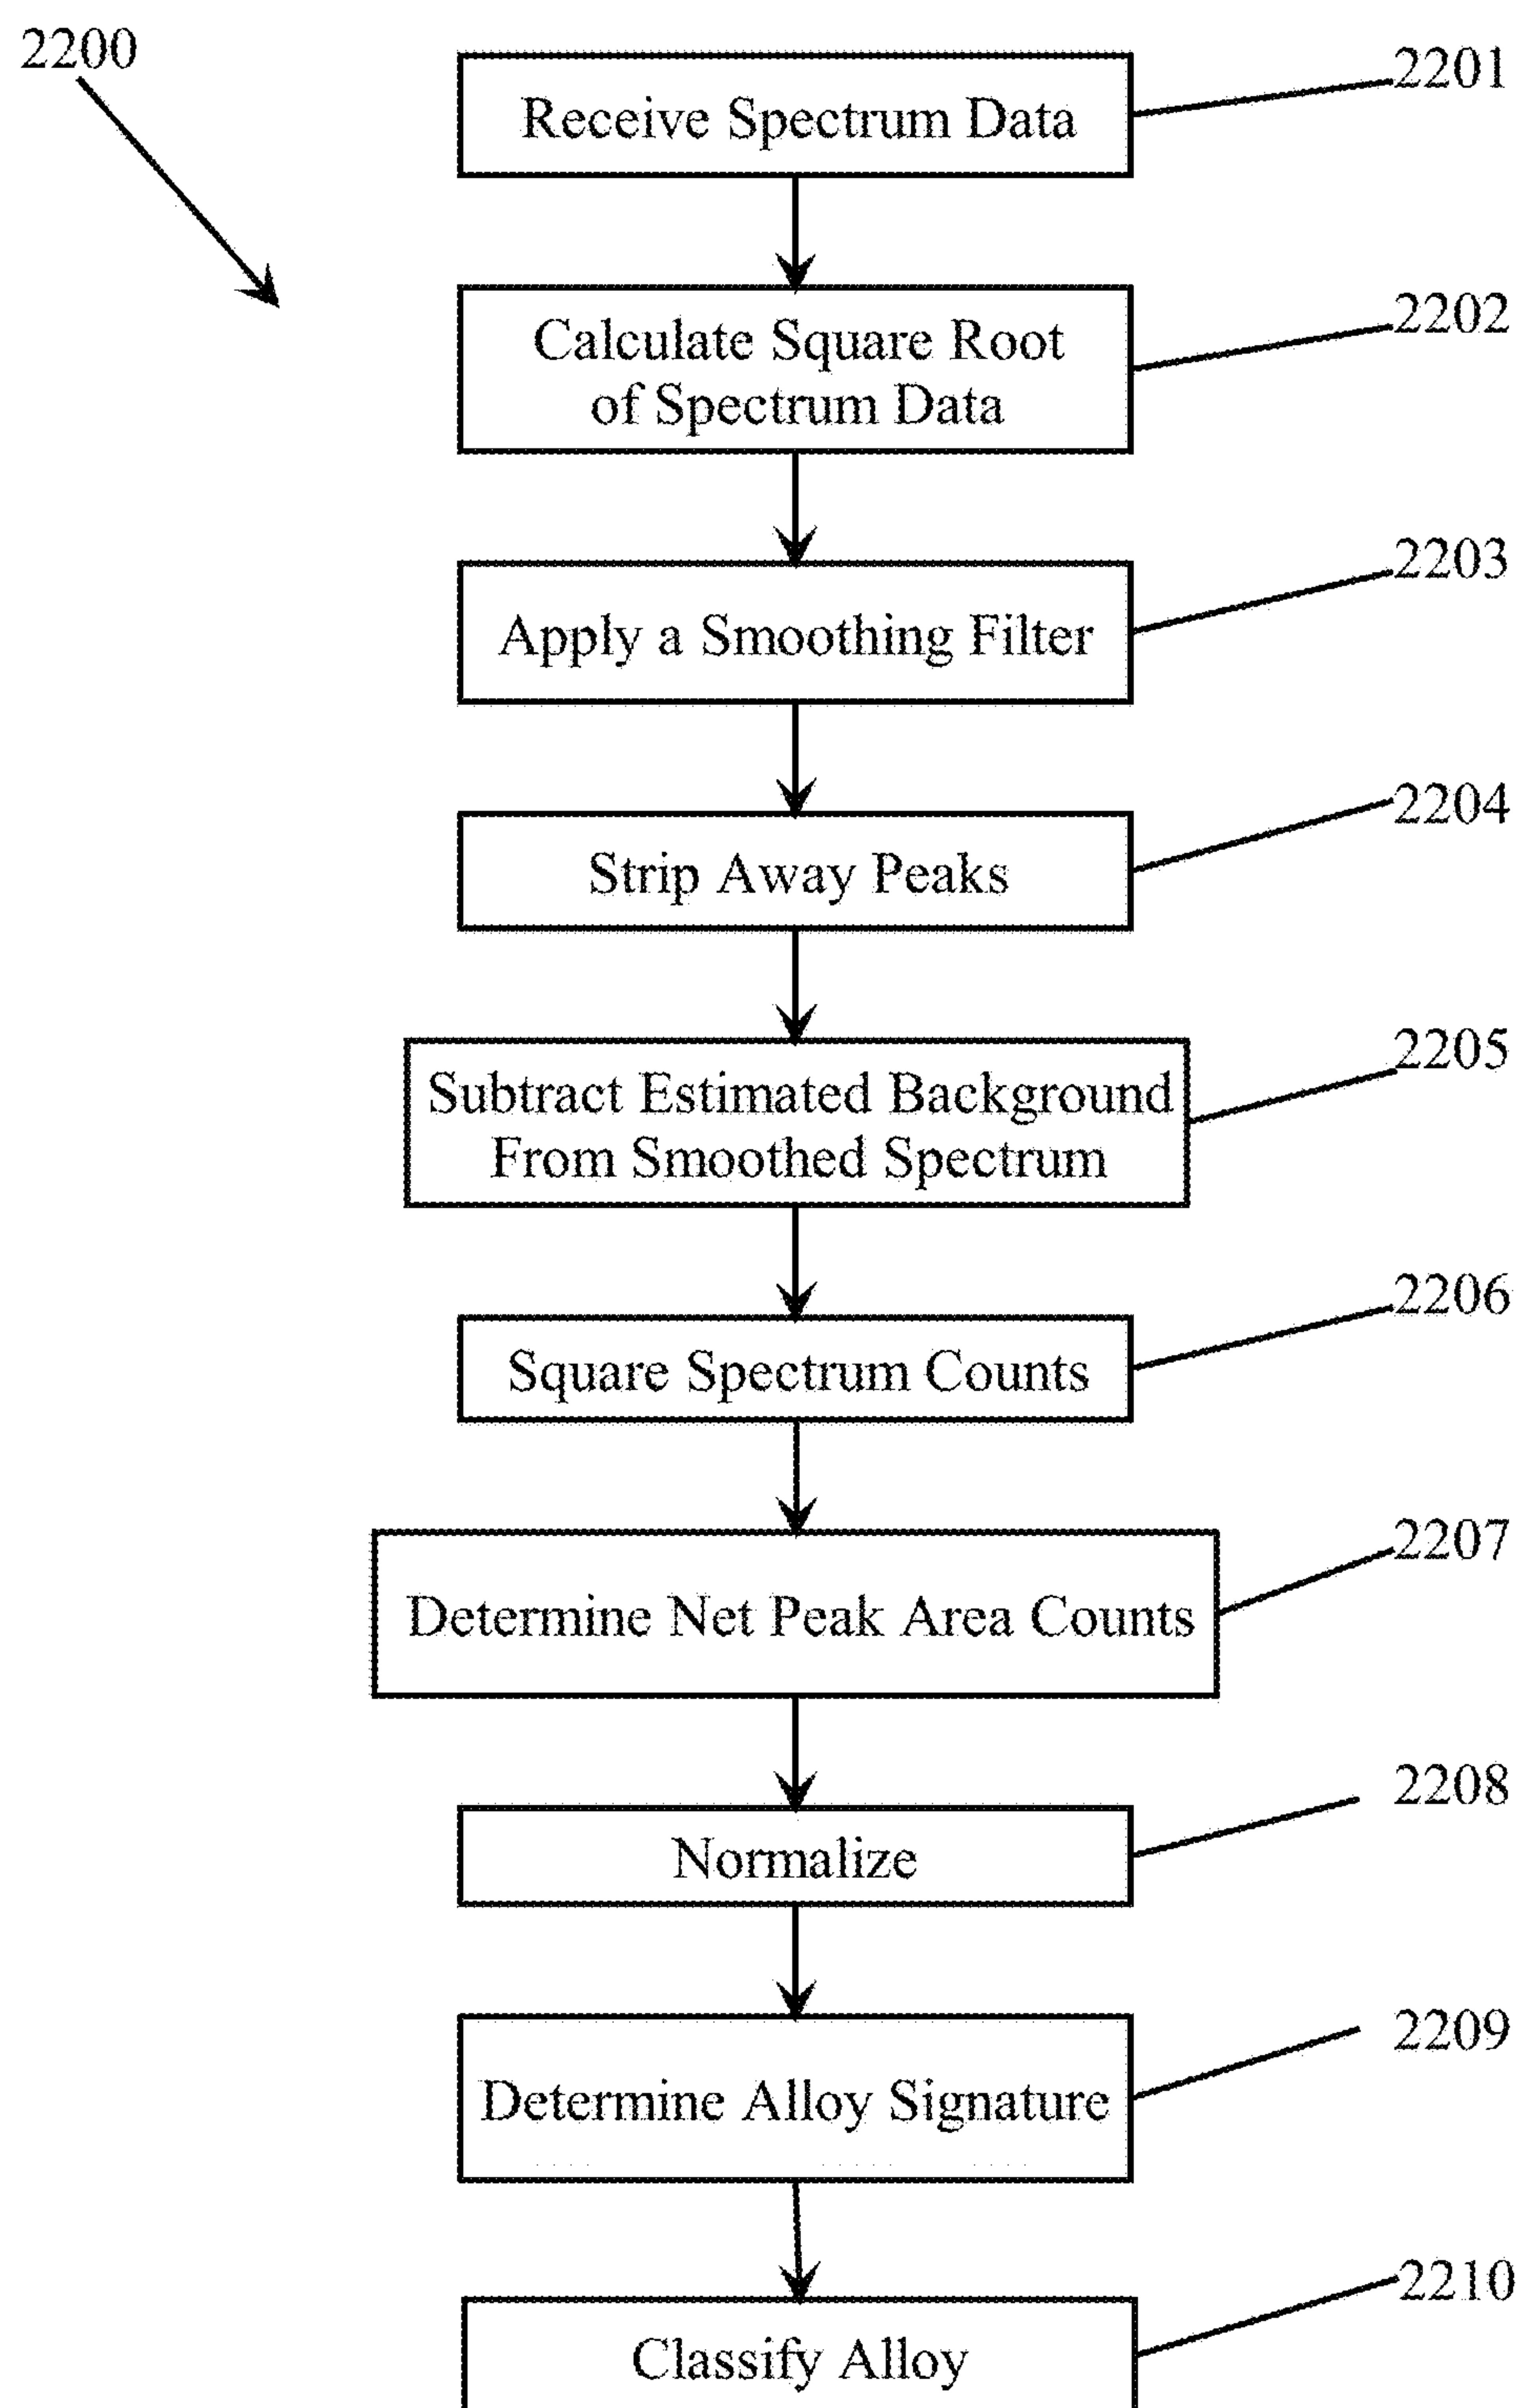 2200
Receive Spectrum Data
2201
Calculate Square Root
of Spectrum Data
2202
Apply a Smoothing Filter
2203
Strip Away Peaks
2204
Subtract Estimated Background
From Smoothed Spectrum
2205
Square Spectrum Counts
2206
Determine Net Peak Area Counts
2207
Normalize
2208
Determine Alloy Signature
2209
Classify Alloy
2210